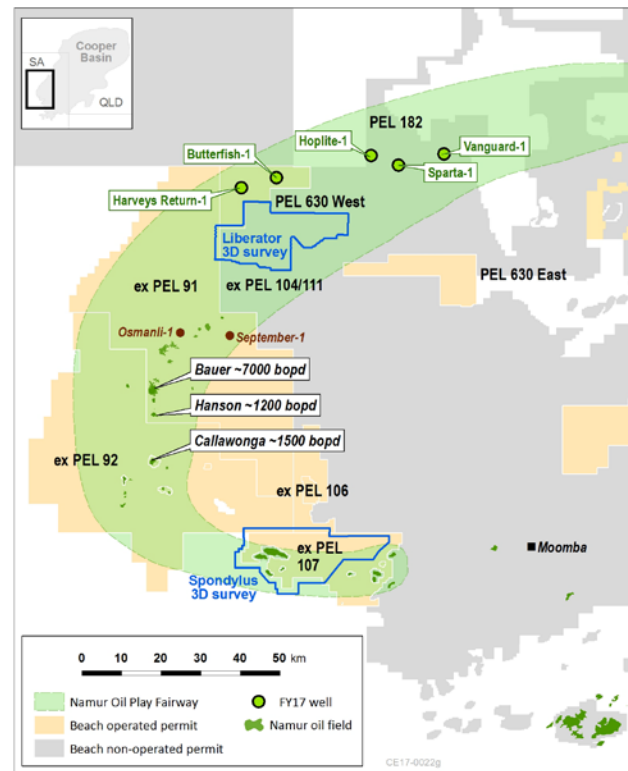 Cooper
Basin
SA
QLD
PEL 182
Hoplite-1
Vanguard-1
Butterfish-1
Sparta-1
Harveys Return-1
PEL 630 West
Liberator
3D survey
PEL 630 East
ex PEL 91
ex PEL 104/111
Osmanli-1
September-1
Bauer ~7000 bopd
Hanson ~1200 bopd
Callawonga ~1500 bopd
ex PEL 92
ex PEL 106
ex PEL
107
Moomba
Spondylus
3D survey
0 10 20 30 40 50
km
Namur Oil Play Fairway
FY17 well
Beach operated permit
Namur oil field
Beach non-operated permit
CE17-0022g